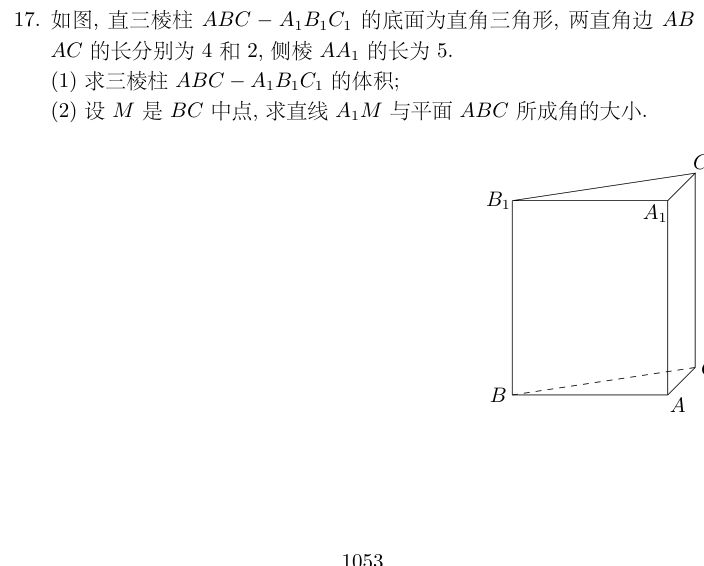 17. 如图, 直三棱柱 ABC − A₁B₁C₁ 的底面为直角三角形, 两直角边 AB
AC 的长分别为 4 和 2, 侧棱 AA₁ 的长为 5.
(1) 求三棱柱 ABC − A₁B₁C₁ 的体积;
(2) 设 M 是 BC 中点, 求直线 A₁M 与平面 ABC 所成角的大小.
C
B₁
A₁
B
A
1053